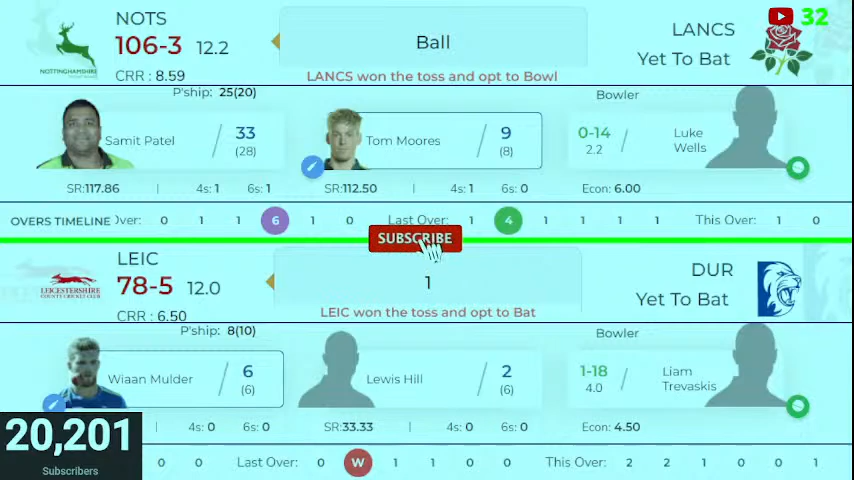 NOTS
106-3 12.2
CRR : 8.59
NOTTINGHAMSHIRE
Ball
LANCS won the toss and opt to Bowl
LANCS
Yet To Bat
32
P'ship: 25(20)
Samit Patel 33 (28)
SR:117.86 | 4s: 1 6s: 1
Tom Moores 9 (8)
SR:112.50 | 4s: 1 6s: 0
Bowler
0-14 / 2.2 Luke Wells
Econ: 6.00
OVERS TIMELINE Over: 0 1 1 6 1 0 Last Over: 1 4 1 1 1 1 This Over: 1 0
SUBSCRIBE
LEIC
78-5 12.0
CRR : 6.50
LEICESTERSHIRE
COUNTY CRICKET CLUB
1
LEIC won the toss and opt to Bat
DUR
Yet To Bat
P'ship: 8(10)
Wiaan Mulder 6 (6)
4s: 0 6s: 0
Lewis Hill 2 (6)
SR:33.33 | 4s: 0 6s: 0
Bowler
1-18 / 4.0 Liam Trevaskis
Econ: 4.50
20,201
Subscribers
0 0 Last Over: 0 W 1 1 0 0 This Over: 2 2 1 0 0 1